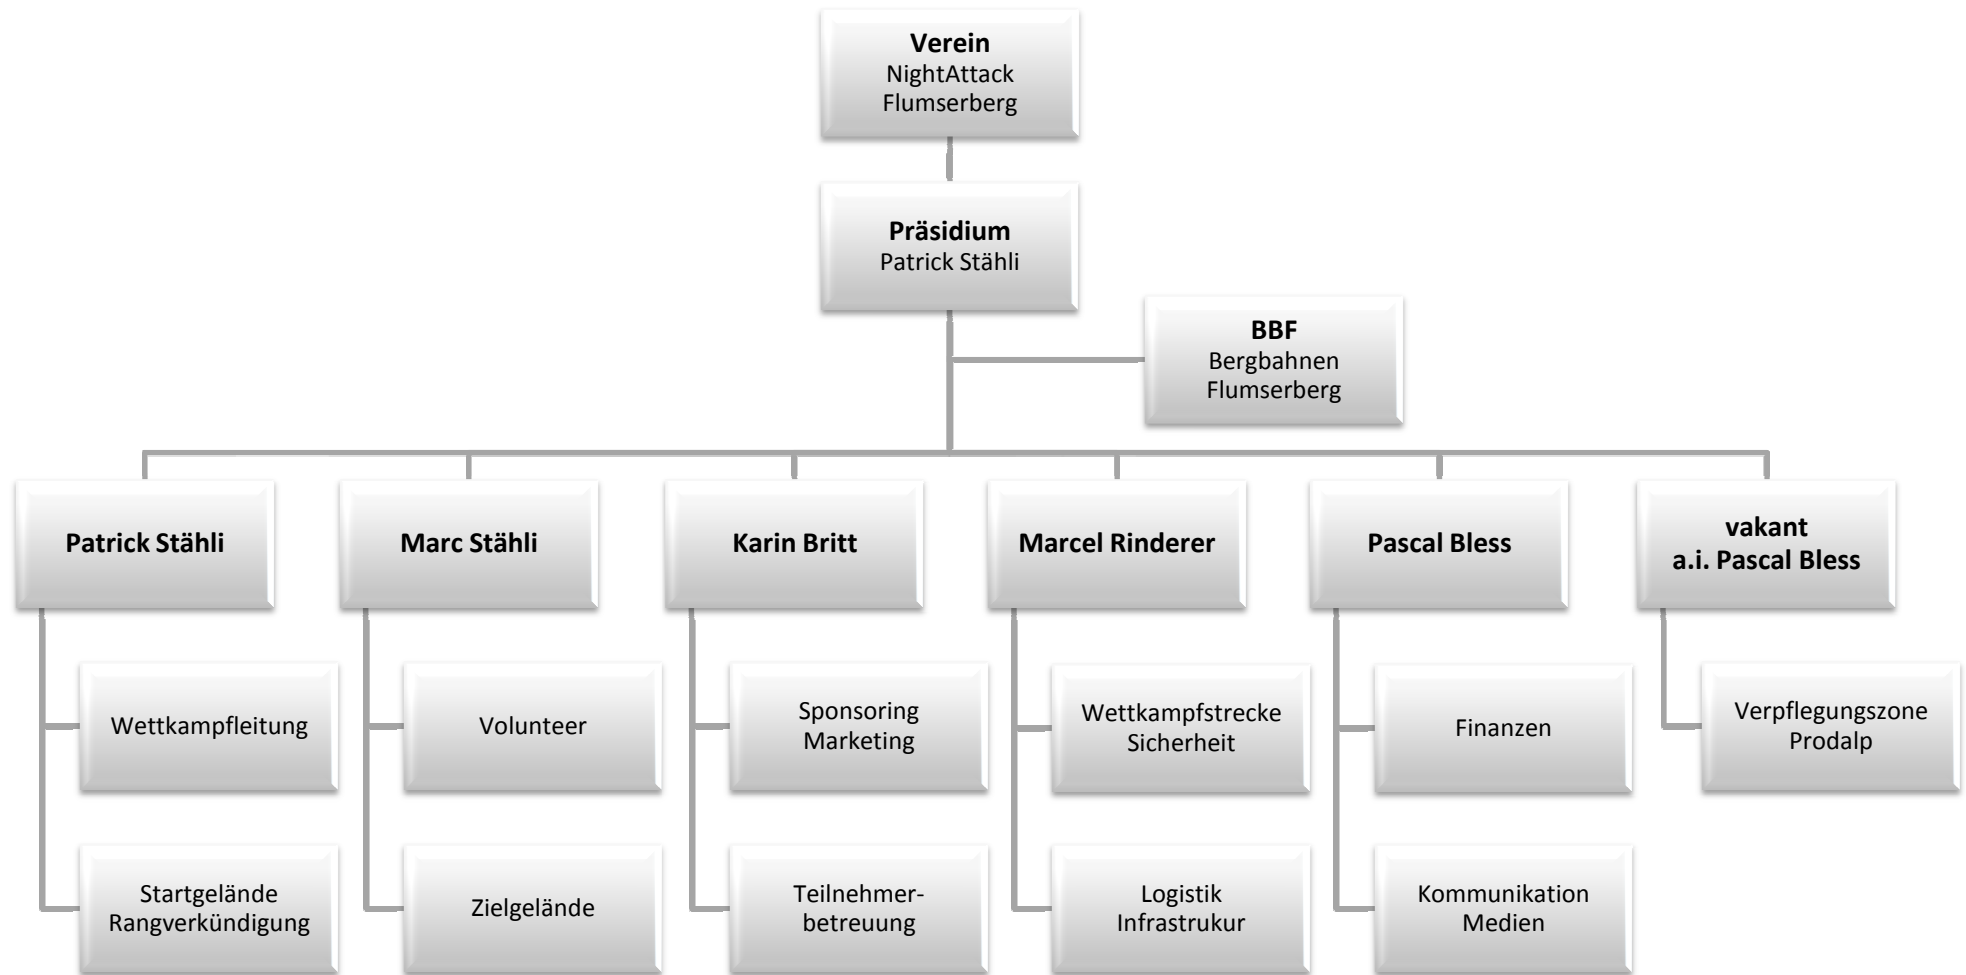 Verein
NightAttack
Flumserberg
Präsidium
Patrick Stähli
BBF
Bergbahnen
Flumserberg
Patrick Stähli
Marc Stähli
Karin Britt
Marcel Rinderer
Pascal Bless
vakant
a.i. Pascal Bless
Wettkampfleitung
Volunteer
Sponsoring
Marketing
Wettkampfstrecke
Sicherheit
Finanzen
Verpflegungszone
Prodalp
Startgelände
Rangverkündigung
Zielgelände
Teilnehmer-
betreuung
Logistik
Infrastrukur
Kommunikation
Medien